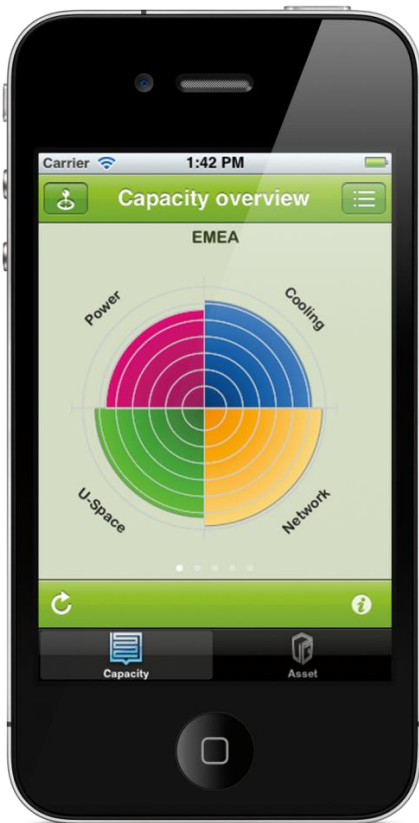 Carrier 1:42 PM
Capacity overview
EMEA
Power
Cooling
U-Space
Network
Capacity
Asset